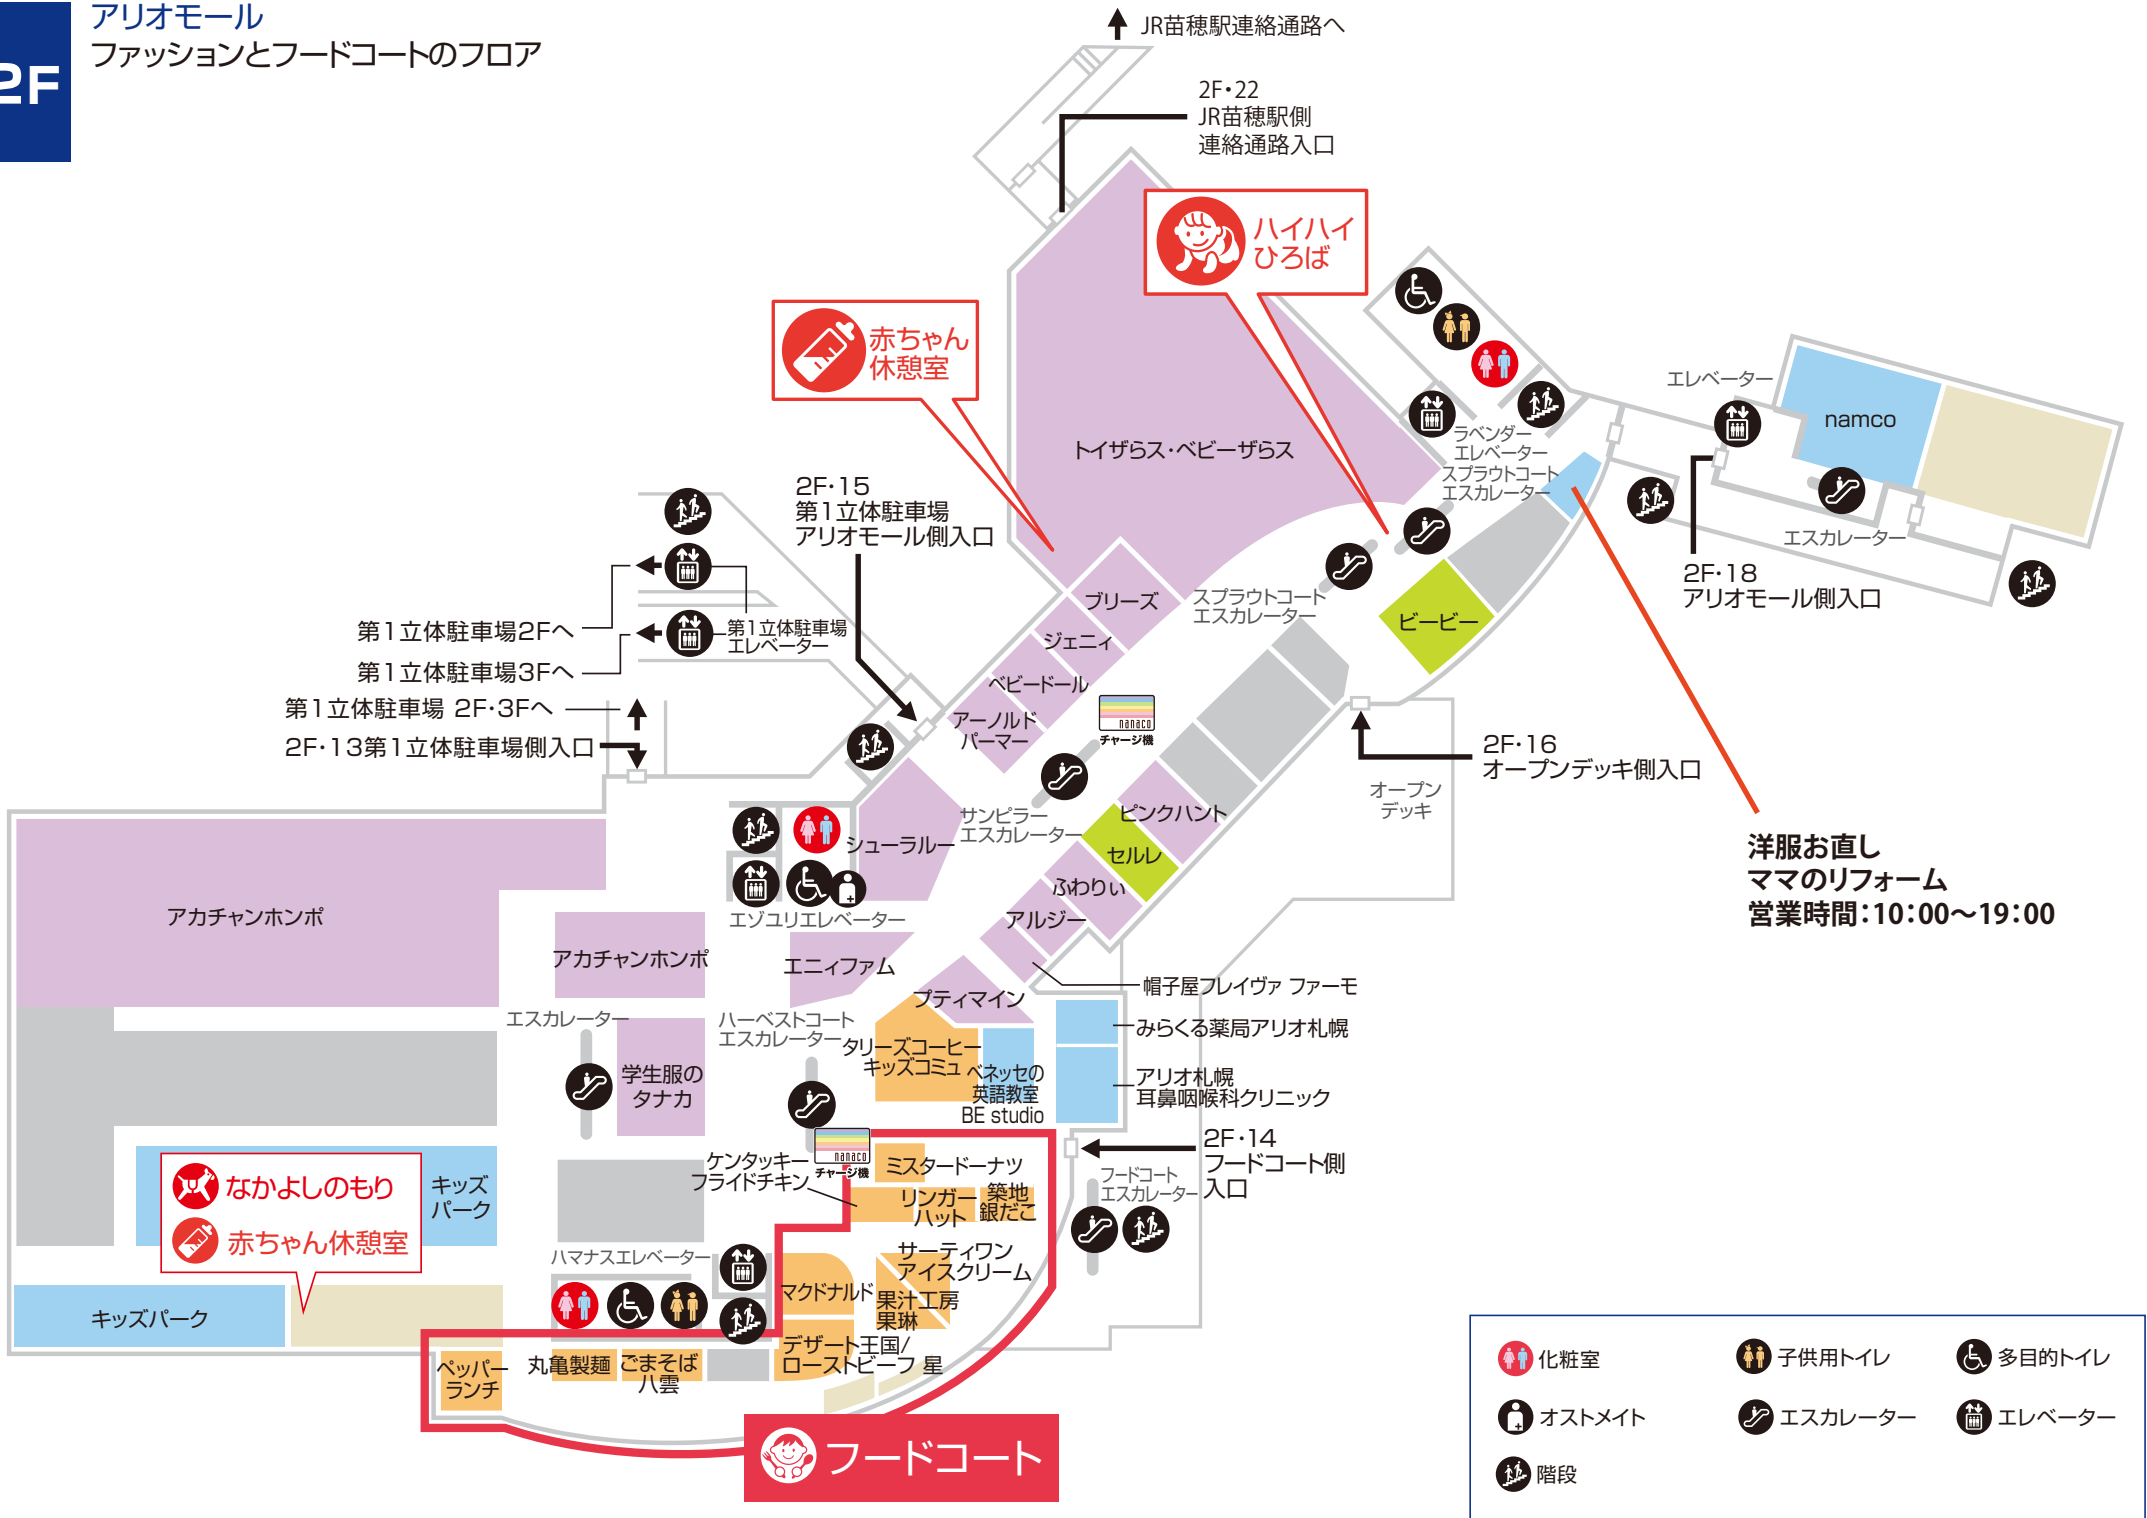 2F
アリオモール
ファッションとフードコートのフロア
JR苗穂駅連絡通路へ
2F・22
JR苗穂駅側
連絡通路入口
ハイハイ
ひろば
赤ちゃん
休憩室
トイザらス・ベビーザらス
ラベンダー
エレベーター
スプラウトコート
エスカレーター
エレベーター
namco
エスカレーター
2F・18
アリオモール側入口
2F・15
第1立体駐車場
アリオモール側入口
第1立体駐車場2Fへ
第1立体駐車場
エレベーター
第1立体駐車場3Fへ
第1立体駐車場 2F・3Fへ
2F・13第1立体駐車場側入口
ブリーズ
ジェニィ
ベビードール
アーノルド
パーマー
スプラウトコート
エスカレーター
ビービー
nanaco
チャージ機
2F・16
オープンデッキ側入口
オープン
デッキ
サンピラー
エスカレーター
ピンクハント
セルレ
ふわりぃ
アルジー
シューラルー
洋服お直し
ママのリフォーム
営業時間：10：00～19：00
エゾユリエレベーター
アカチャンホンポ
アカチャンホンポ
エニィファム
プティマイン
帽子屋フレイヴァ ファーモ
みらくる薬局アリオ札幌
アリオ札幌
耳鼻咽喉科クリニック
エスカレーター
学生服の
タナカ
ハーベストコート
エスカレーター
タリーズコーヒー
キッズコミュ
ベネッセの
英語教室
BE studio
2F・14
フードコート側
入口
フードコート
エスカレーター
nanaco
チャージ機
ケンタッキー
フライドチキン
ミスタードーナツ
リンガー
ハット
築地
銀だこ
サーティワン
アイスクリーム
マクドナルド
果汁工房
果琳
デザート王国/
ローストビーフ 星
なかよしのもり
赤ちゃん休憩室
キッズ
パーク
キッズパーク
ハマナスエレベーター
ペッパー
ランチ
丸亀製麺
ごまそば
八雲
フードコート
化粧室
子供用トイレ
多目的トイレ
オストメイト
エスカレーター
エレベーター
階段